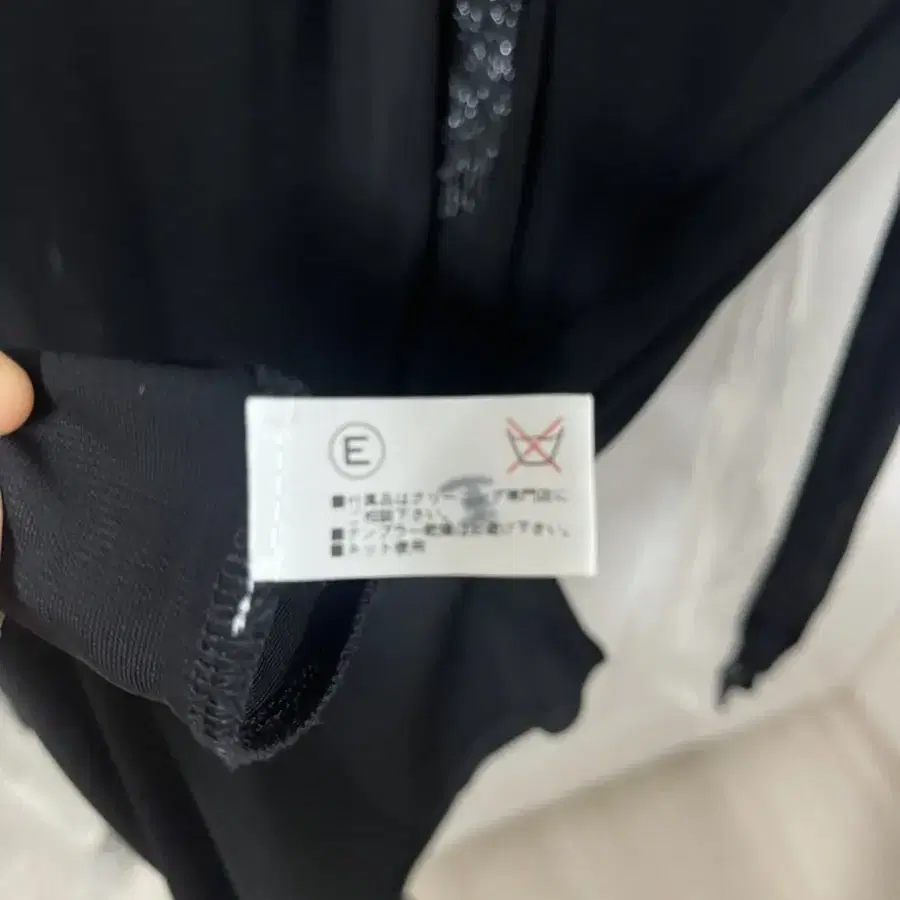 E
■付属品はクリーニング専門店に
ご相談下さい。
■タンブラー乾燥はお避け下さい。
■ネット使用